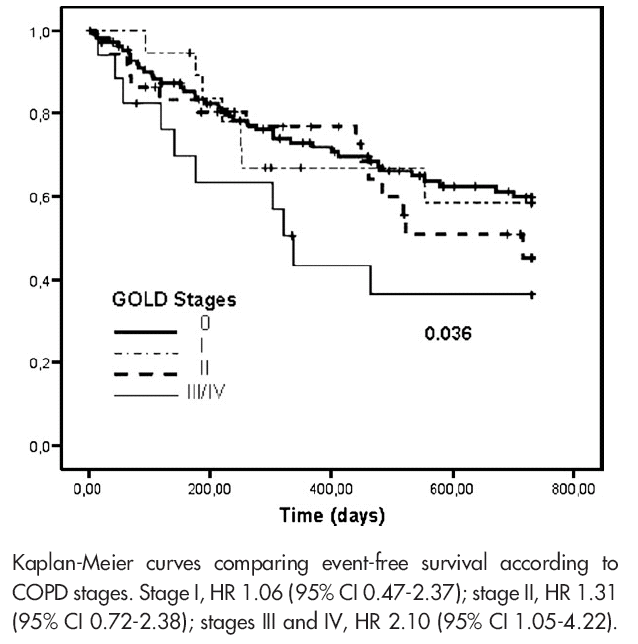 1,0
0,8
0,6
0,4
0,2
0,0
GOLD Stages
0
I
II
III/IV
0.036
0,00 200,00 400,00 600,00 800,00
Time (days)
Kaplan-Meier curves comparing event-free survival according to
COPD stages. Stage I, HR 1.06 (95% CI 0.47-2.37); stage II, HR 1.31
(95% CI 0.72-2.38); stages III and IV, HR 2.10 (95% CI 1.05-4.22).